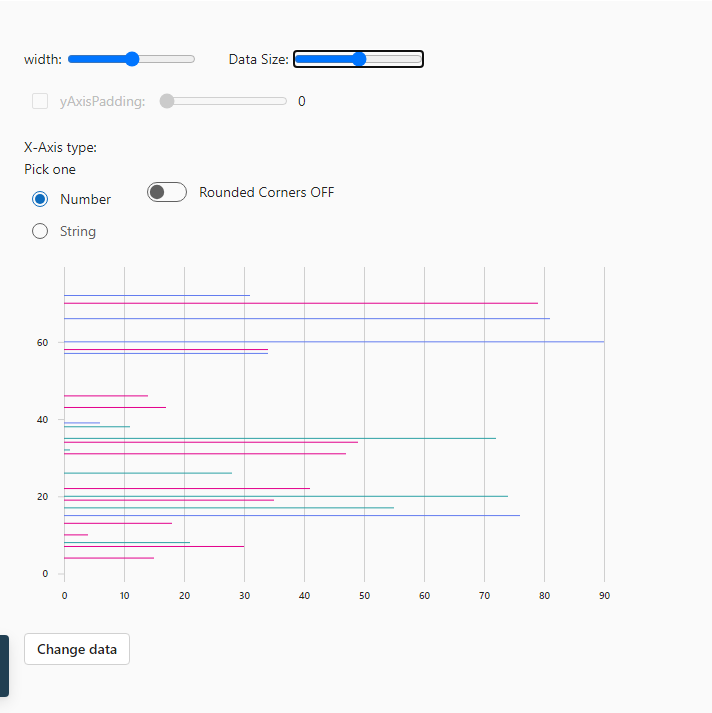 width: Data Size:
yAxisPadding: 0
X-Axis type:
Pick one
Number Rounded Corners OFF
String
60
40
20
0
0 10 20 30 40 50 60 70 80 90
Change data